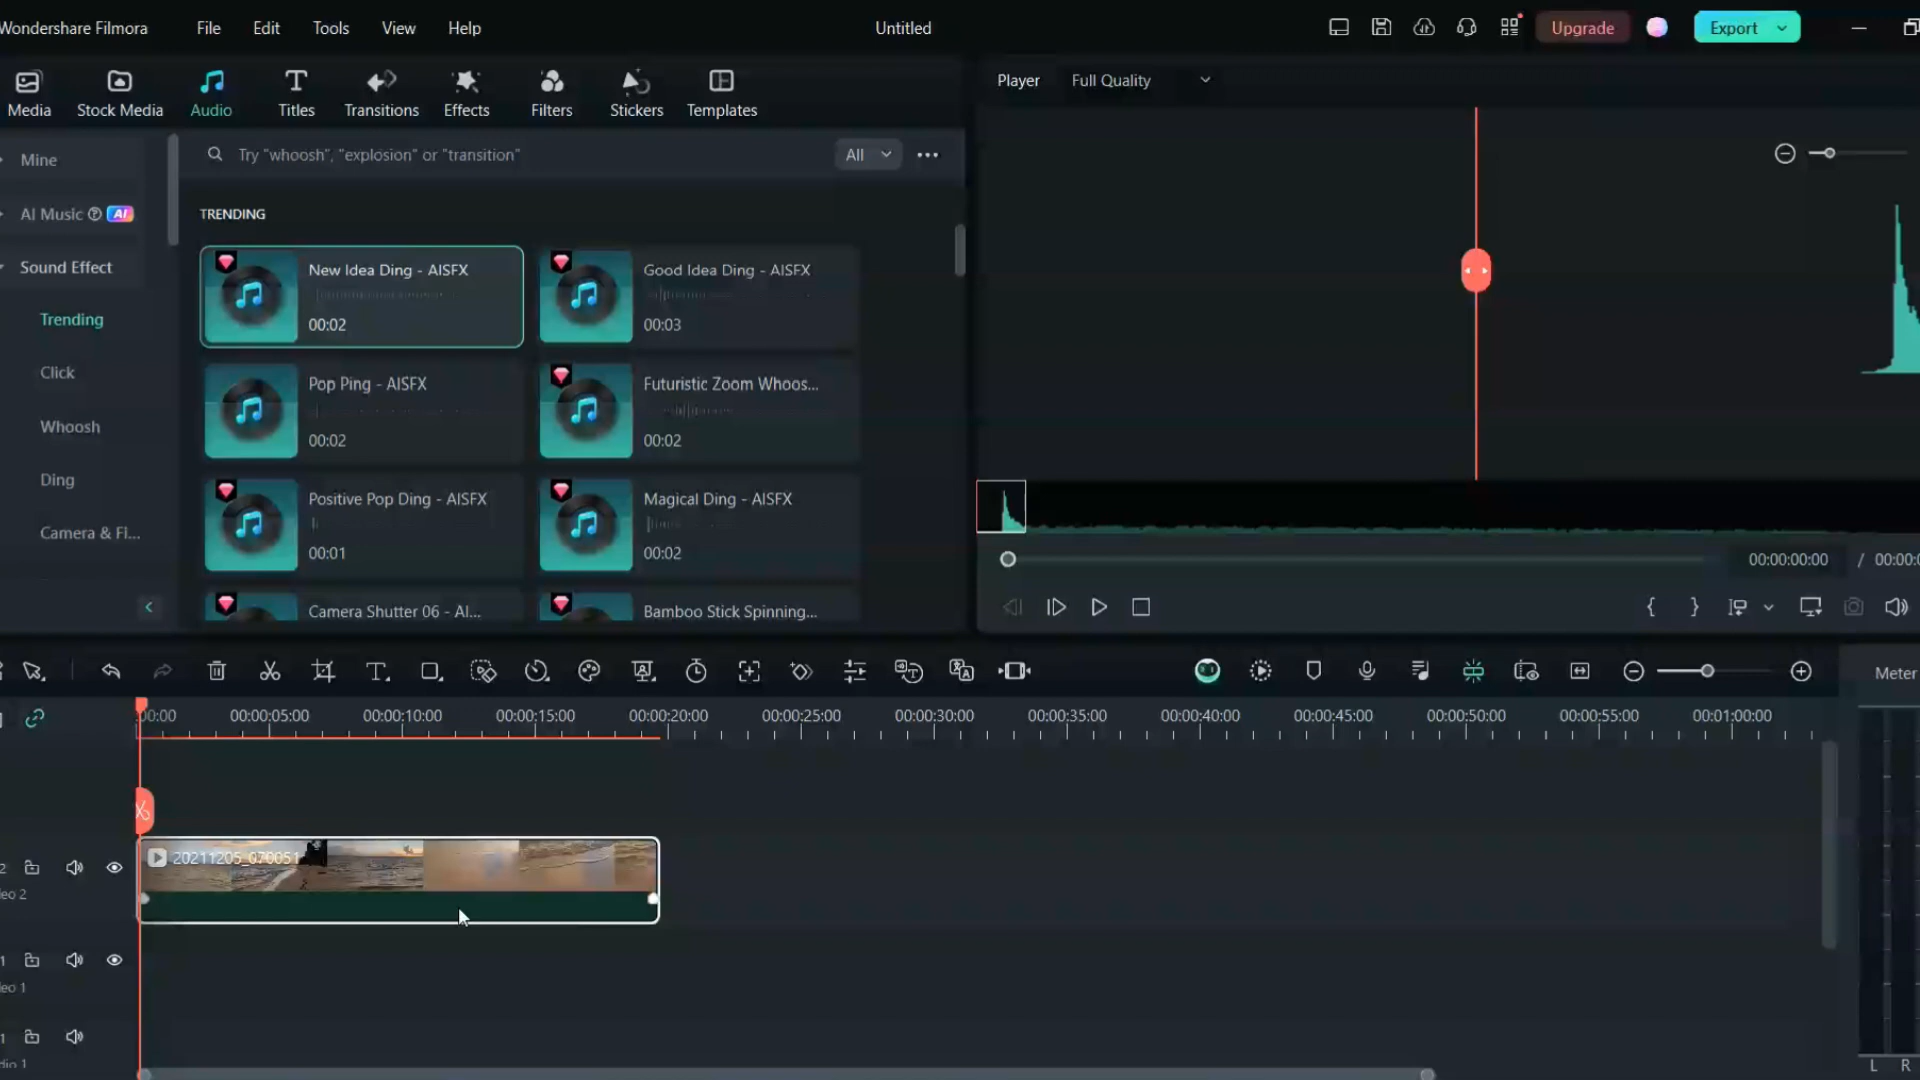 Wondershare Filmora File Edit Tools View Help Untitled Upgrade Export
Media Stock Media Audio Titles Transitions Effects Filters Stickers Templates
Player Full Quality
Mine
AI Music AI
Sound Effect
Trending
Click
Whoosh
Ding
Camera & Fl...
Try "whoosh", "explosion" or "transition" All
TRENDING
New Idea Ding - AISFX
00:02
Good Idea Ding - AISFX
00:03
Pop Ping - AISFX
00:02
Futuristic Zoom Whoos...
00:02
Positive Pop Ding - AISFX
00:01
Magical Ding - AISFX
00:02
Camera Shutter 06 - AI...
Bamboo Stick Spinning...
00:00:00:00 / 00:00:0
Meter
00:00 00:00:05:00 00:00:10:00 00:00:15:00 00:00:20:00 00:00:25:00 00:00:30:00 00:00:35:00 00:00:40:00 00:00:45:00 00:00:50:00 00:00:55:00 00:01:00:00
20211205_070051
2
eo 2
1
eo 1
1
dio 1
L R